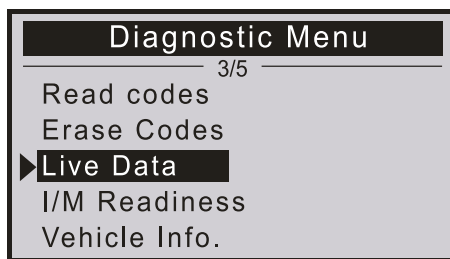 Diagnostic Menu
3/5
Read codes
Erase Codes
Live Data
I/M Readiness
Vehicle Info.